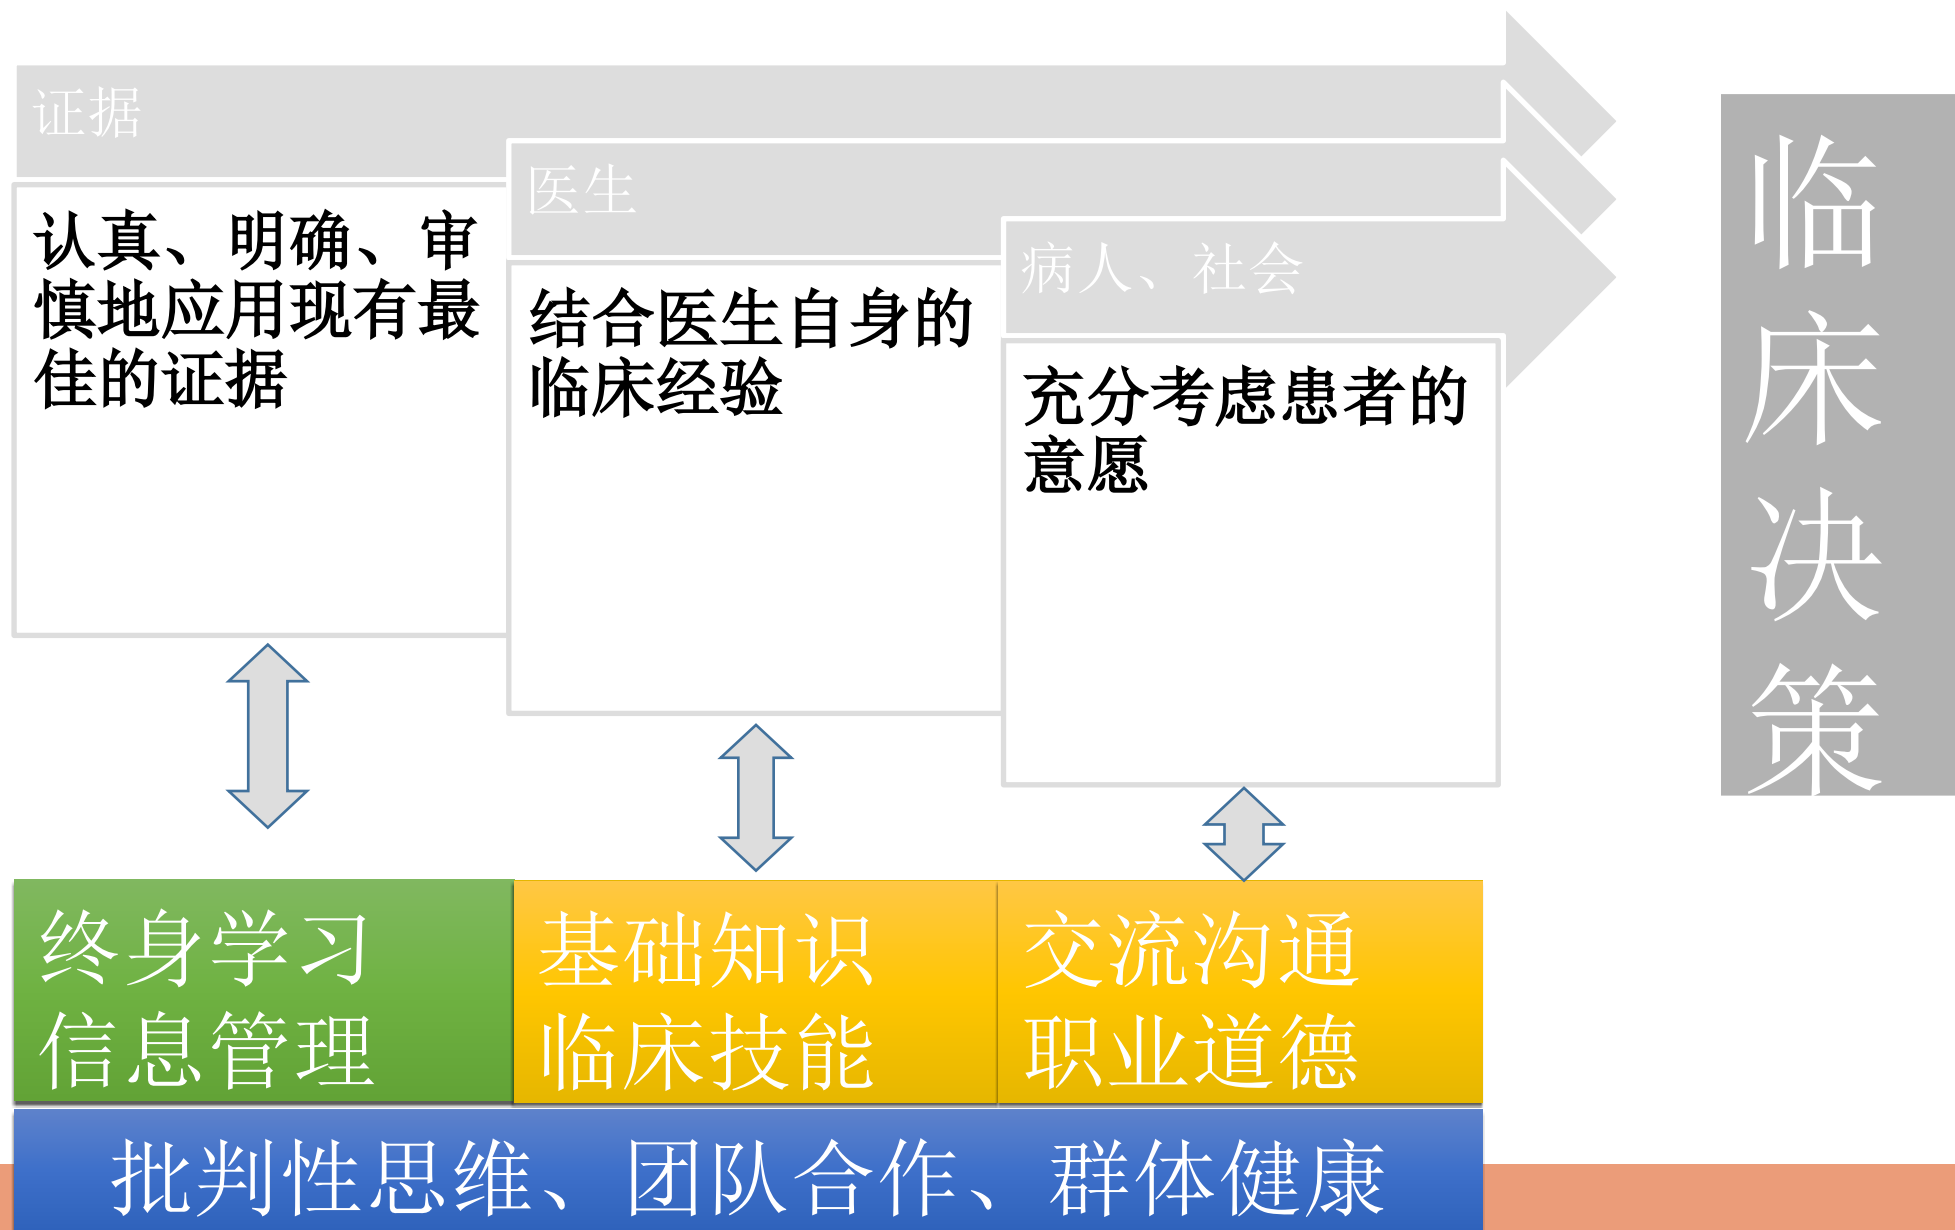 证据
认真、明确、审
慎地应用现有最
佳的证据
医生
结合医生自身的
临床经验
病人、社会
充分考虑患者的
意愿
临
床
决
策
终身学习
信息管理
基础知识
临床技能
交流沟通
职业道德
批判性思维、团队合作、群体健康